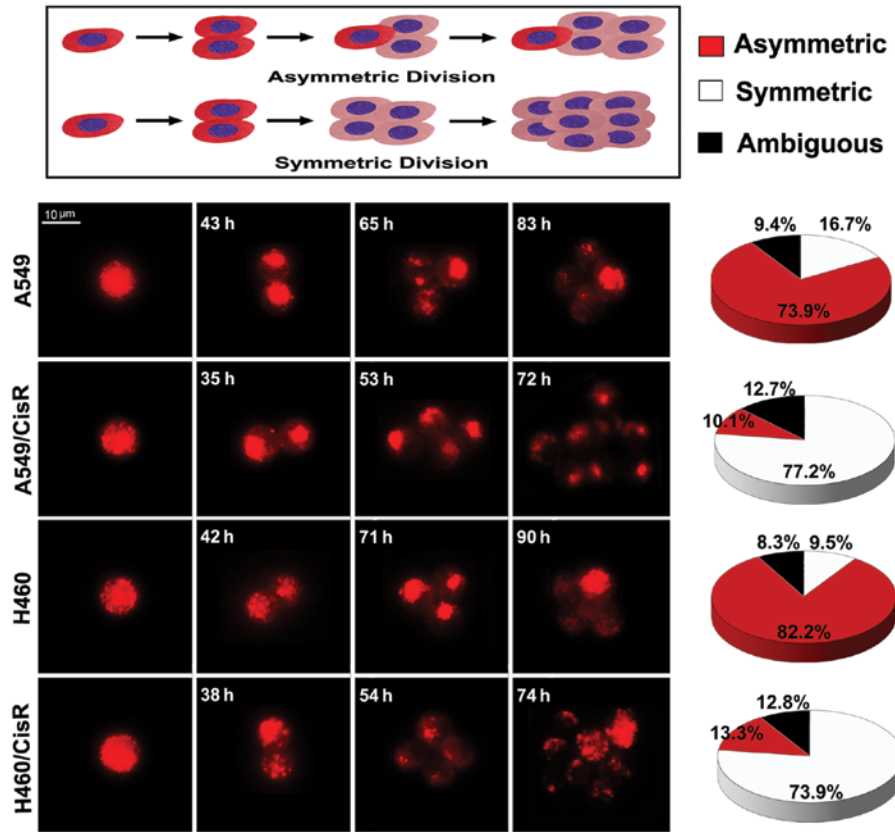 Asymmetric Division
Symmetric Division
Asymmetric
Symmetric
Ambiguous
A549
10 µm
43 h
65 h
83 h
9.4%
16.7%
73.9%
A549/CisR
35 h
53 h
72 h
12.7%
10.1%
77.2%
H460
42 h
71 h
90 h
8.3%
9.5%
82.2%
H460/CisR
38 h
54 h
74 h
12.8%
13.3%
73.9%